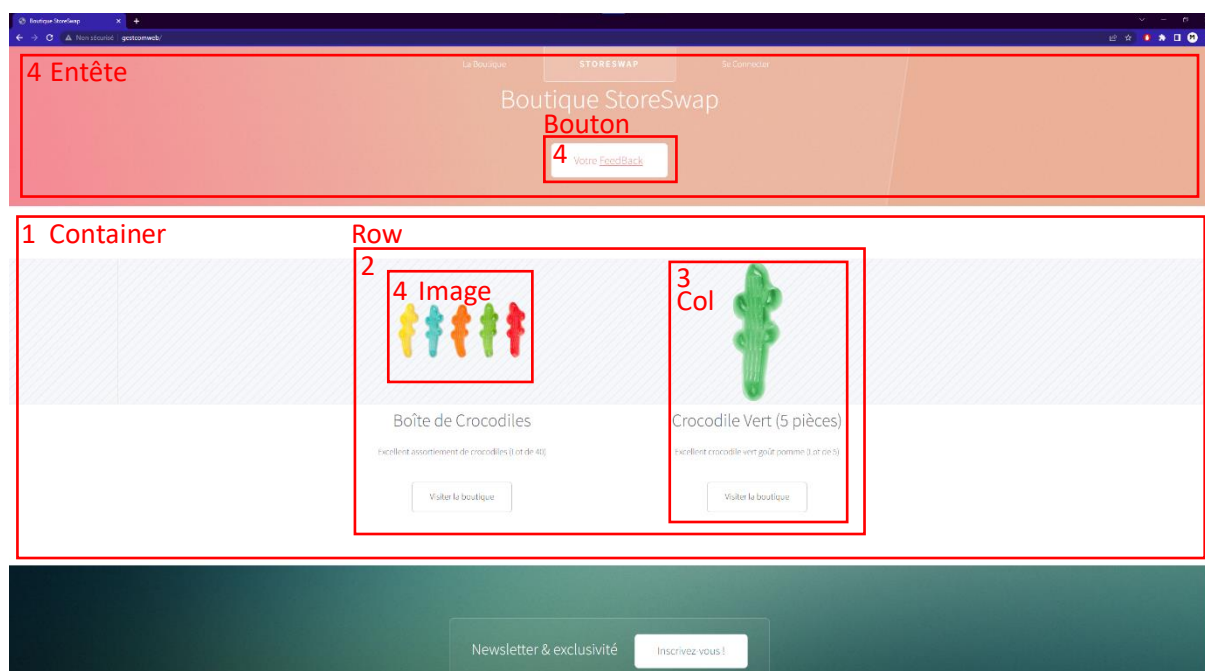 Boutique StoreSwap
Non sécurisé gestcomweb/
4 Entête
La Boutique STORESWAP Se Connecter
Boutique StoreSwap
Bouton
4 Votre FeedBack
1 Container Row
2
4 Image
3
Col
Boîte de Crocodiles Crocodile Vert (5 pièces)
Excellent assortiement de crocodiles (Lot de 40) Excellent crocodile vert goût pomme (Lot de 5)
Visiter la boutique Visiter la boutique
Newsletter & exclusivité Inscrivez-vous !